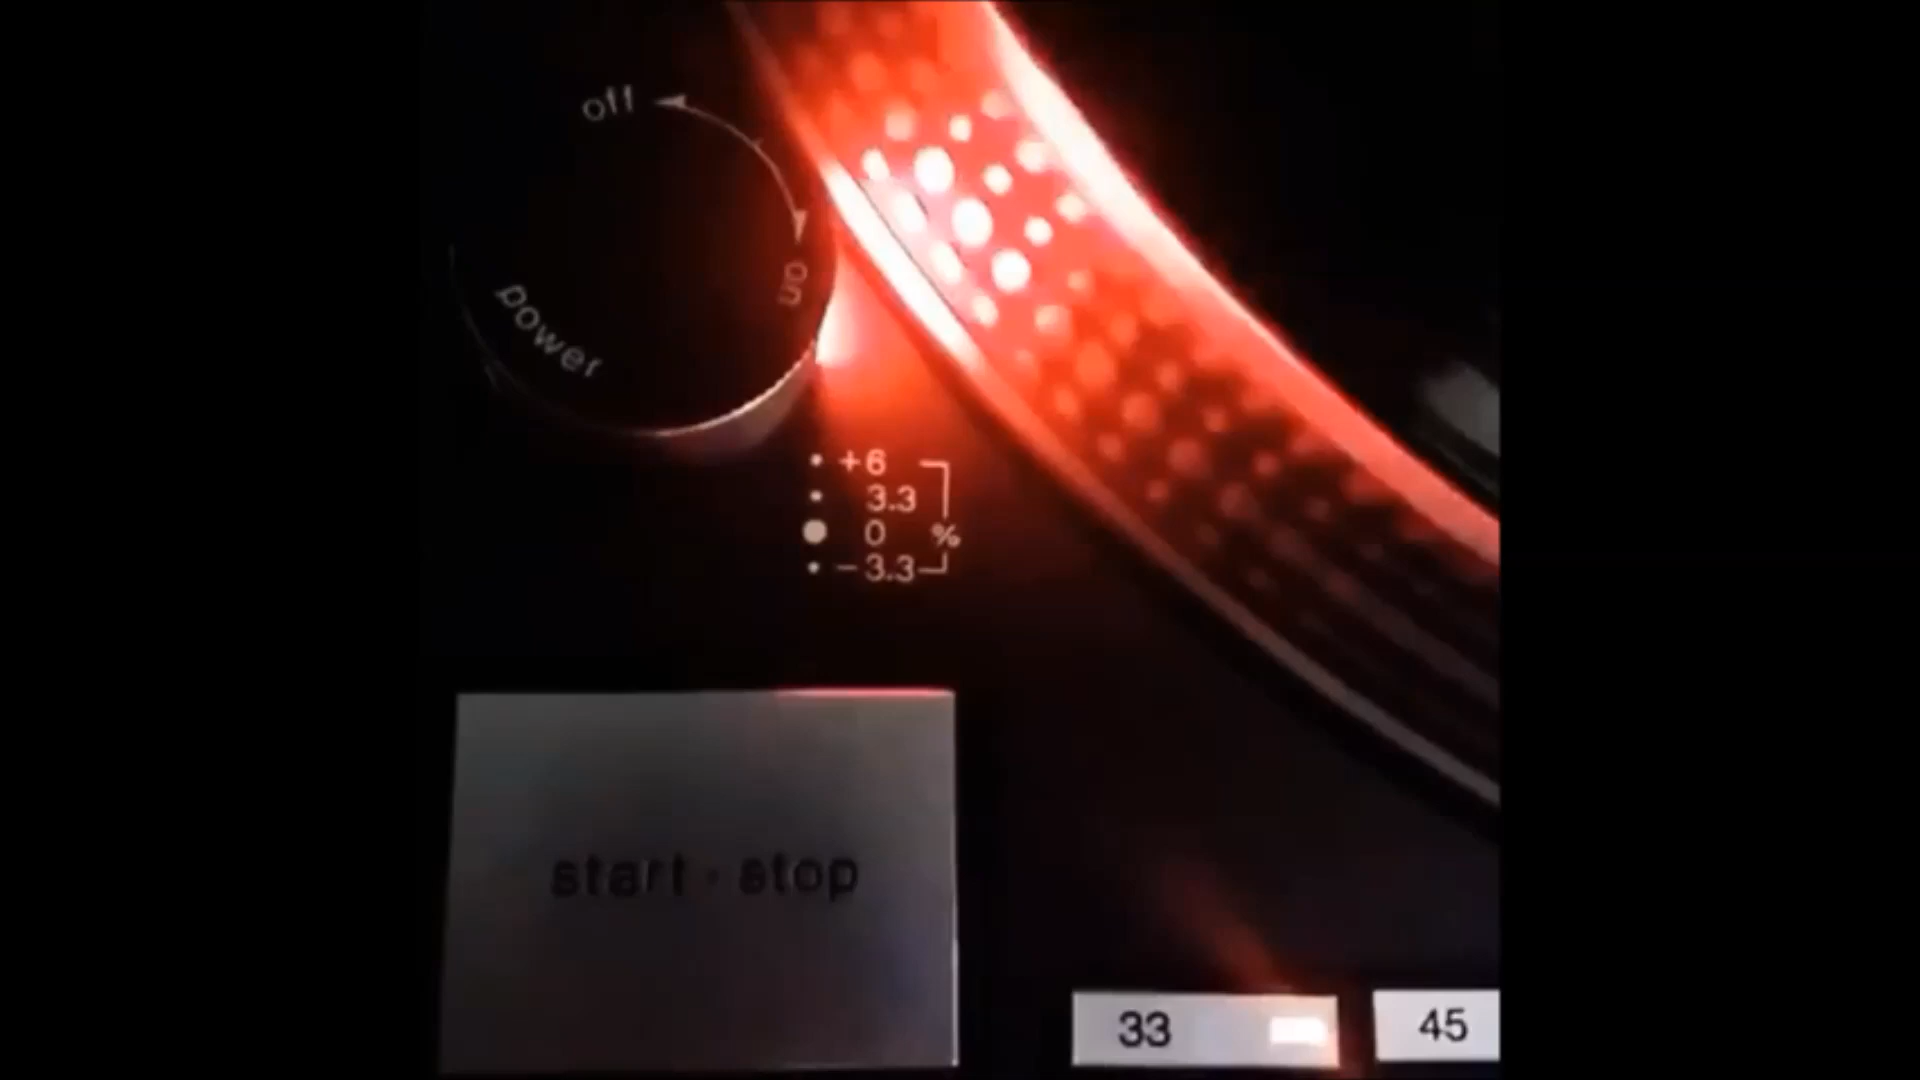 off
on
power
+6
3.3
0 %
−3.3
start · stop
33
45